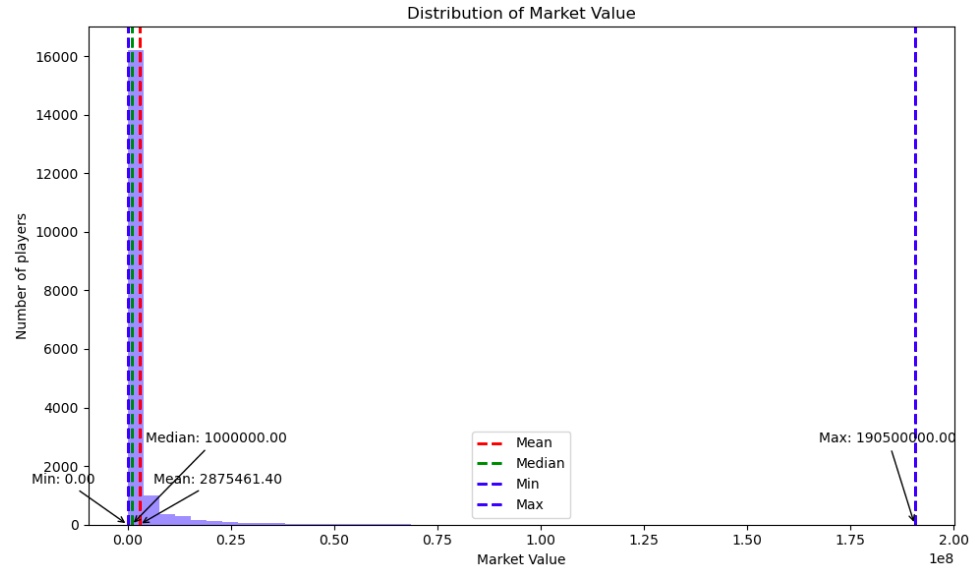 Distribution of Market Value
Number of players
16000
14000
12000
10000
8000
6000
4000
2000
0
Median: 1000000.00
Min: 0.00
Mean: 2875461.40
Max: 190500000.00
Mean
Median
Min
Max
0.00 0.25 0.50 0.75 1.00 1.25 1.50 1.75 2.00
1e8
Market Value